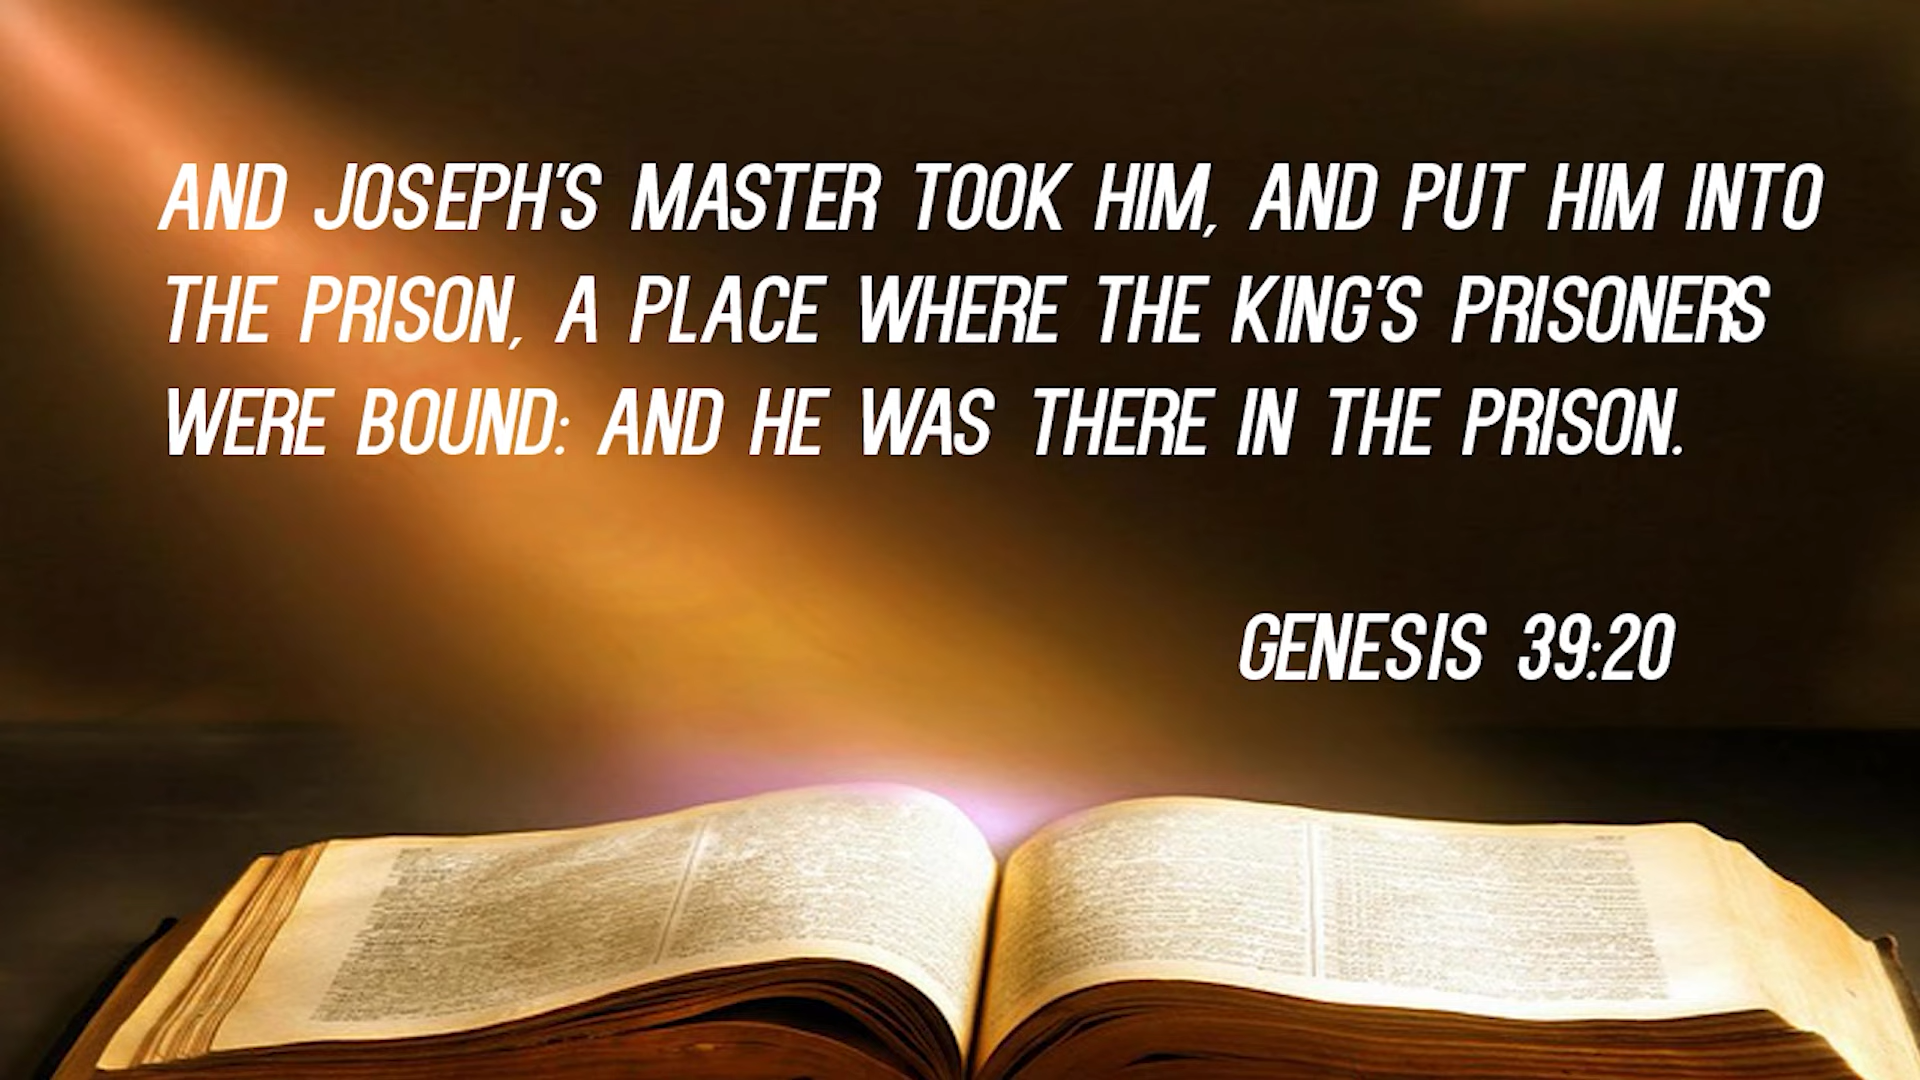 AND JOSEPH'S MASTER TOOK HIM, AND PUT HIM INTO
THE PRISON, A PLACE WHERE THE KING'S PRISONERS
WERE BOUND: AND HE WAS THERE IN THE PRISON.
GENESIS 39:20